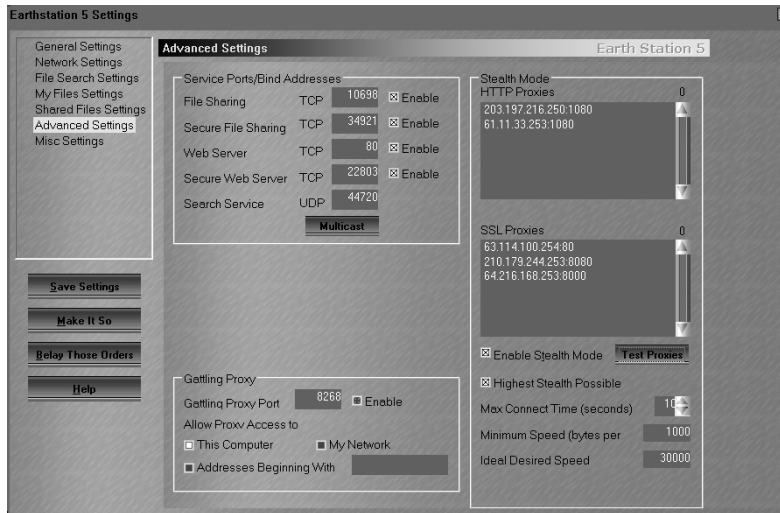 Earthstation 5 Settings
General Settings
Network Settings
File Search Settings
My Files Settings
Shared Files Settings
Advanced Settings
Misc Settings
Save Settings
Make It So
Belay Those Orders
Help
Advanced Settings
Earth Station 5
Service Ports/Bind Addresses
File Sharing TCP 10698 Enable
Secure File Sharing TCP 34921 Enable
Web Server TCP 80 Enable
Secure Web Server TCP 22803 Enable
Search Service UDP 44720
Multicast
Gattling Proxy
Gattling Proxy Port 8268 Enable
Allow Proxy Access to
This Computer My Network
Addresses Beginning With
Stealth Mode
HTTP Proxies 0
203.197.216.250:1080
61.11.33.253:1080
SSL Proxies 0
63.114.100.254:80
210.179.244.253:8080
64.216.168.253:8000
Enable Stealth Mode Test Proxies
Highest Stealth Possible
Max Connect Time (seconds)
Minimum Speed (bytes per 1000
Ideal Desired Speed 30000